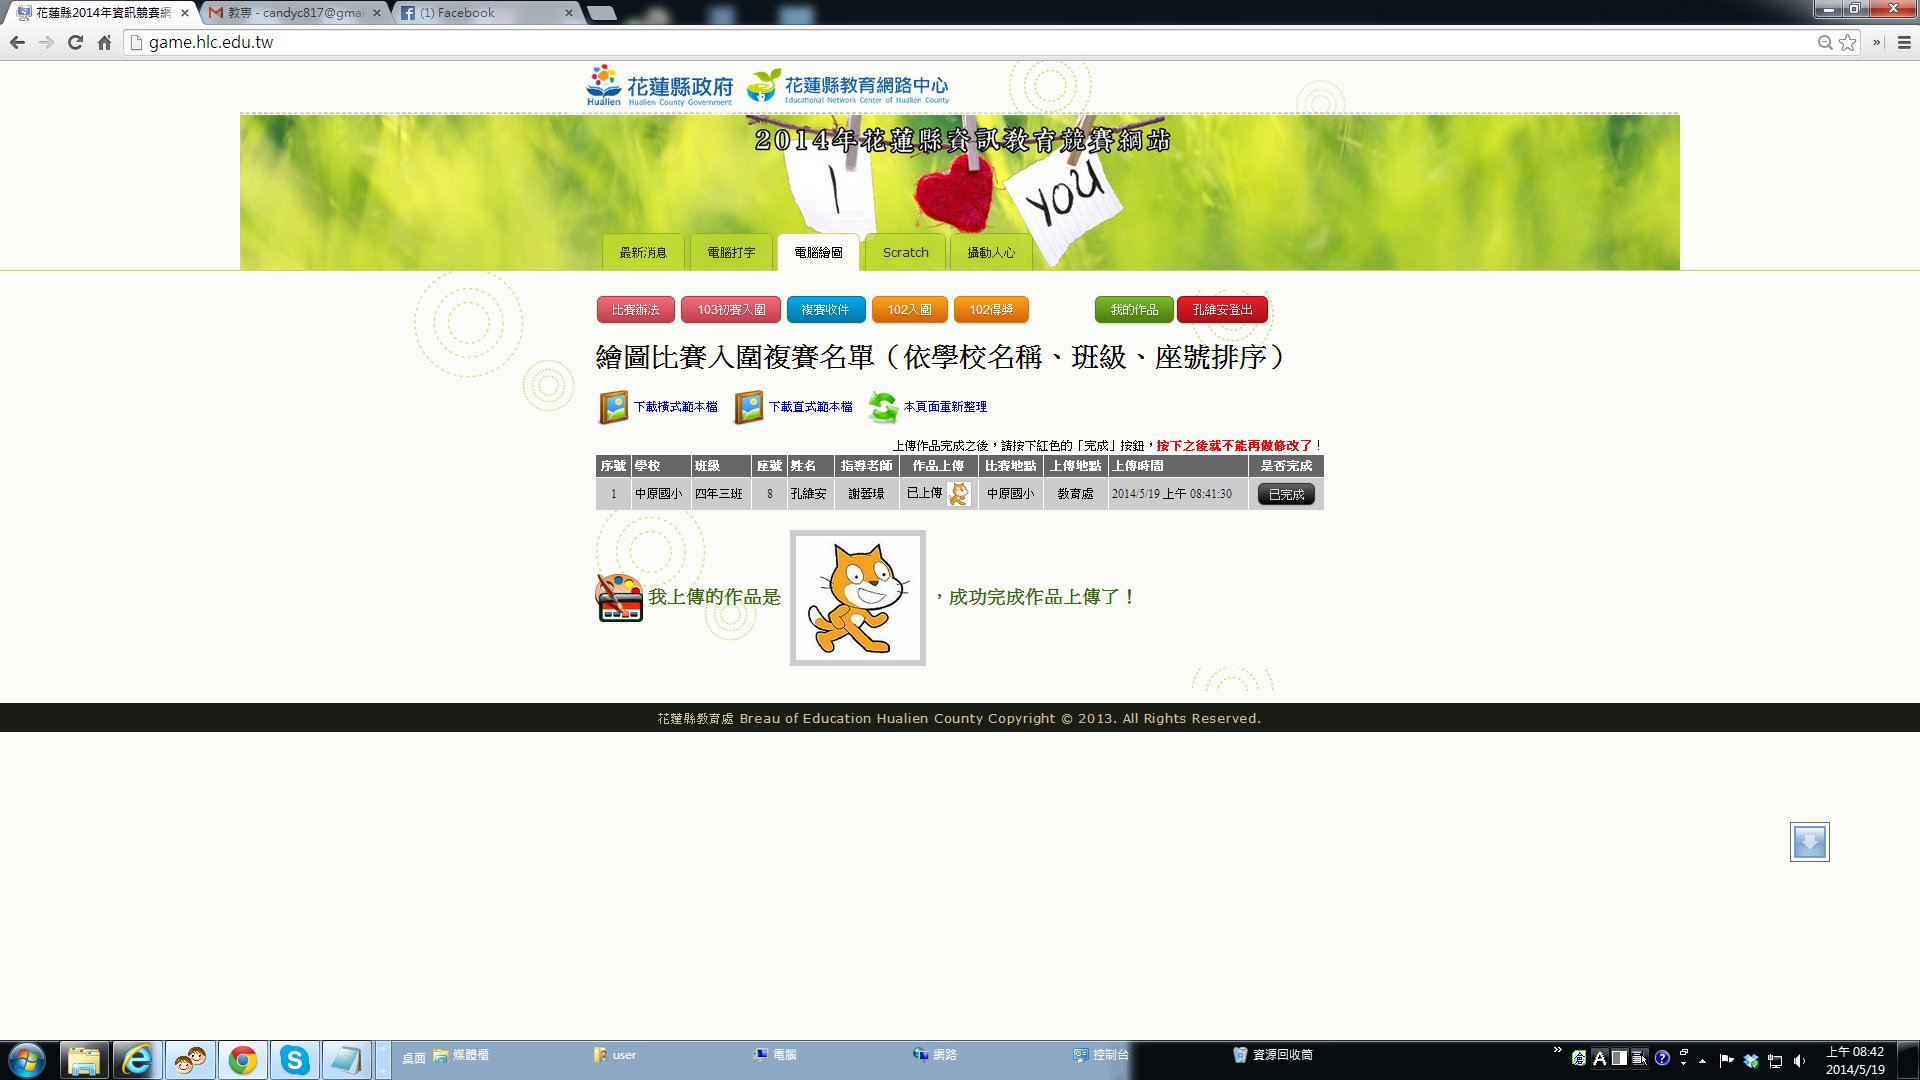 花蓮縣2014年資訊競賽網
教専 - candyc817@gmai
(1) Facebook
game.hlc.edu.tw
花蓮縣政府
Hualien
Hualien County Government
花蓮縣教育網路中心
Educational Network Center of Hualien County
2014年花蓮縣資訊教育競賽網站
I
you
最新消息
電腦打字
電腦繪圖
Scratch
攝動人心
比賽辦法
103初賽入圍
複賽收件
102入圍
102得獎
我的作品
孔維安登出
繪圖比賽入圍複賽名單（依學校名稱、班級、座號排序）
下載橫式範本檔
下載直式範本檔
本頁面重新整理
上傳作品完成之後，請按下紅色的「完成」按鈕，按下之後就不能再做修改了！
序號 學校 班級 座號 姓名 指導老師 作品上傳 比賽地點 上傳地點 上傳時間 是否完成
1 中原國小 四年三班 8 孔維安 謝罄璟 已上傳 中原國小 教育處 2014/5/19 上午 08:41:30 已完成
我上傳的作品是 ，成功完成作品上傳了！
花蓮縣教育處 Breau of Education Hualien County Copyright © 2013. All Rights Reserved.
桌面
媒體櫃
user
電腦
網路
控制台
資源回收筒
上午 08:42
2014/5/19